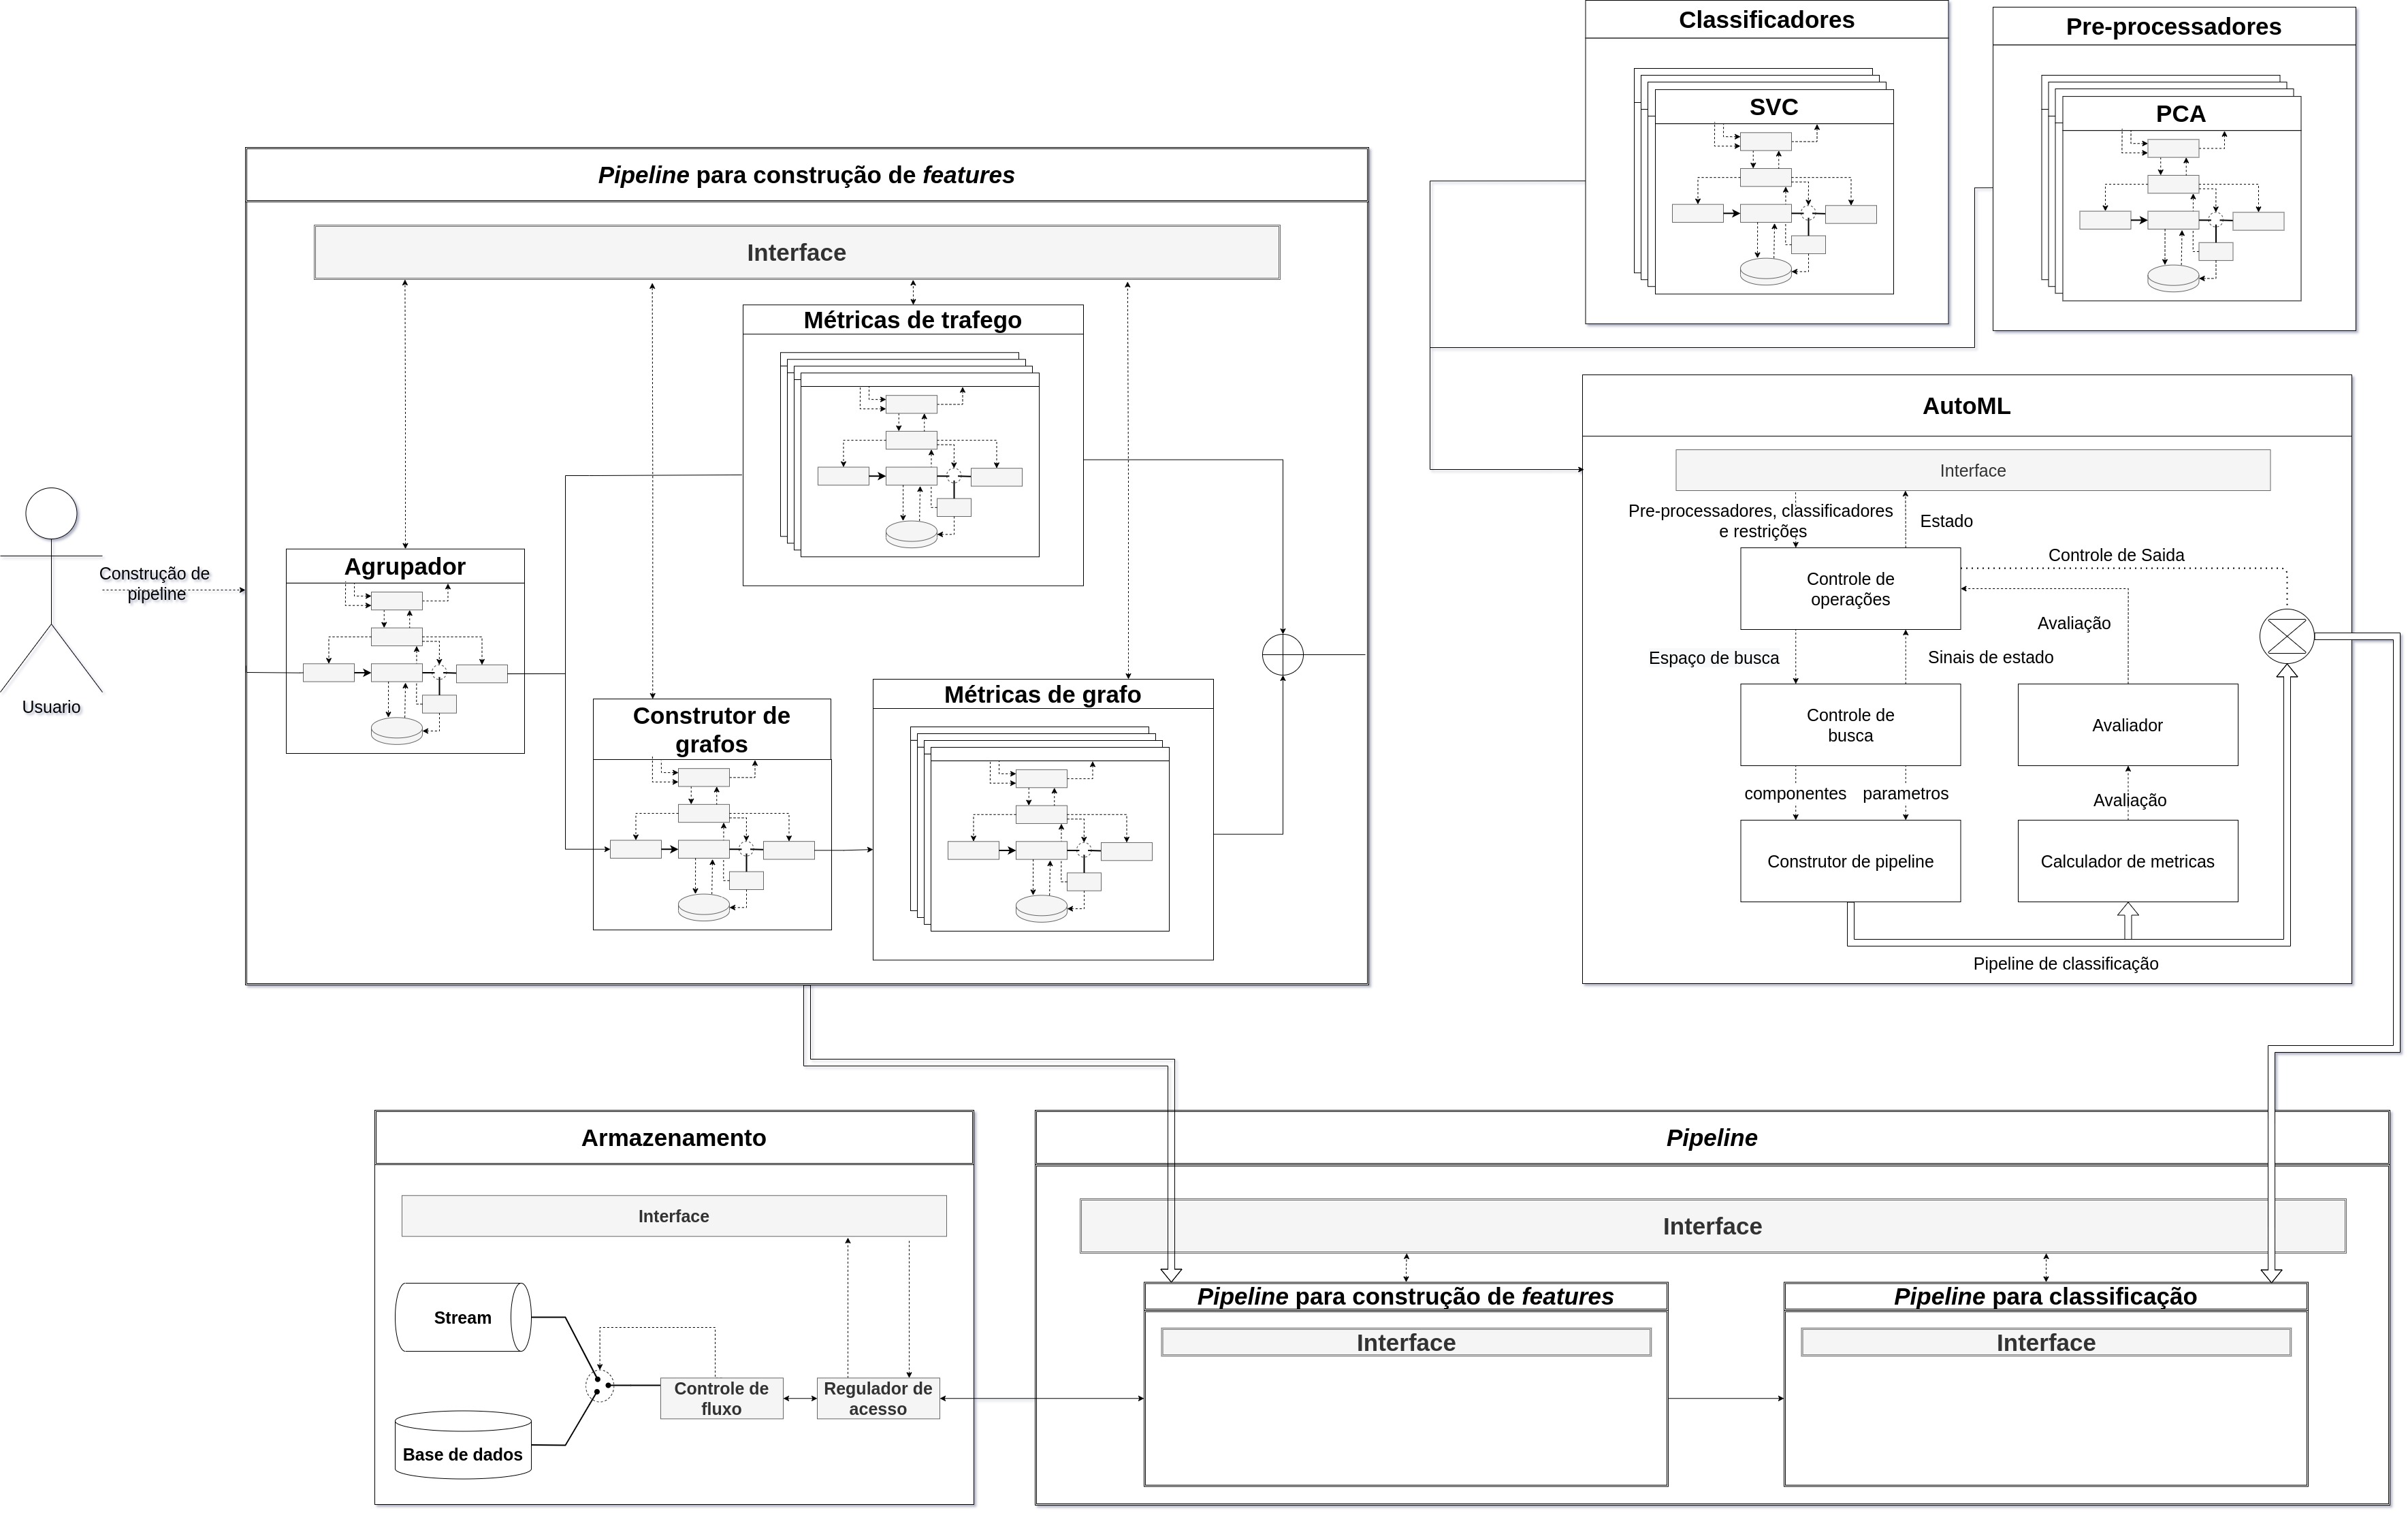 Classificadores
SVC
Pre-processadores
PCA
Pipeline para construção de features
Interface
Métricas de trafego
Agrupador
Construtor de
grafos
Métricas de grafo
Construção de
pipeline
Usuario
AutoML
Interface
Pre-processadores, classificadores
e restrições
Estado
Controle de Saida
Controle de
operações
Avaliação
Espaço de busca
Sinais de estado
Controle de
busca
Avaliador
componentes
parametros
Avaliação
Construtor de pipeline
Calculador de metricas
Pipeline de classificação
Armazenamento
Interface
Stream
Controle de
fluxo
Regulador de
acesso
Base de dados
Pipeline
Interface
Pipeline para construção de features
Interface
Pipeline para classificação
Interface